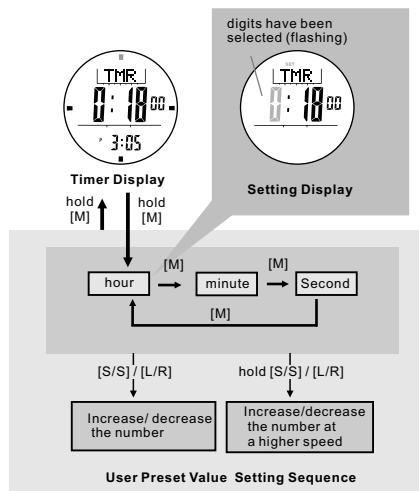 digits have been
selected (flashing)
SET
TMR
0: 18 00
P 3:05
TMR
0: 18 00
Timer Display
Setting Display
hold
[M]
hold
[M]
[M]
[M]
hour
minute
Second
[M]
[S/S] / [L/R]
hold [S/S] / [L/R]
Increase/ decrease
the number
Increase/decrease
the number at
a higher speed
User Preset Value Setting Sequence